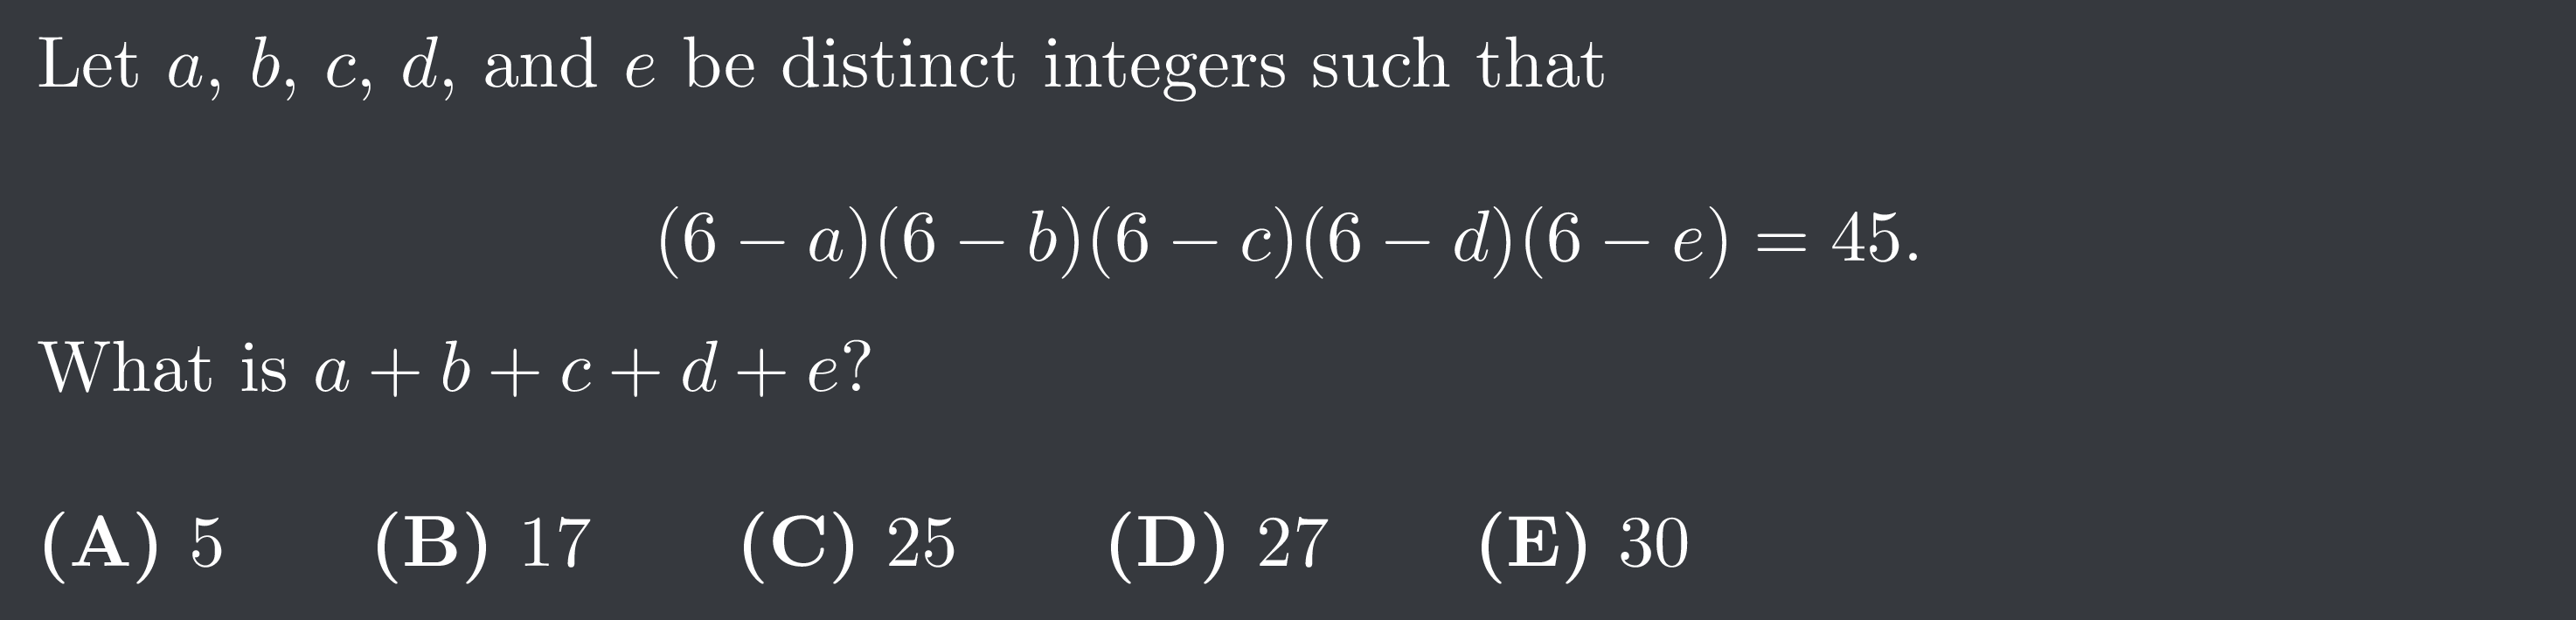 Let a, b, c, d, and e be distinct integers such that
(6 − a)(6 − b)(6 − c)(6 − d)(6 − e) = 45.
What is a + b + c + d + e?
(A) 5 (B) 17 (C) 25 (D) 27 (E) 30